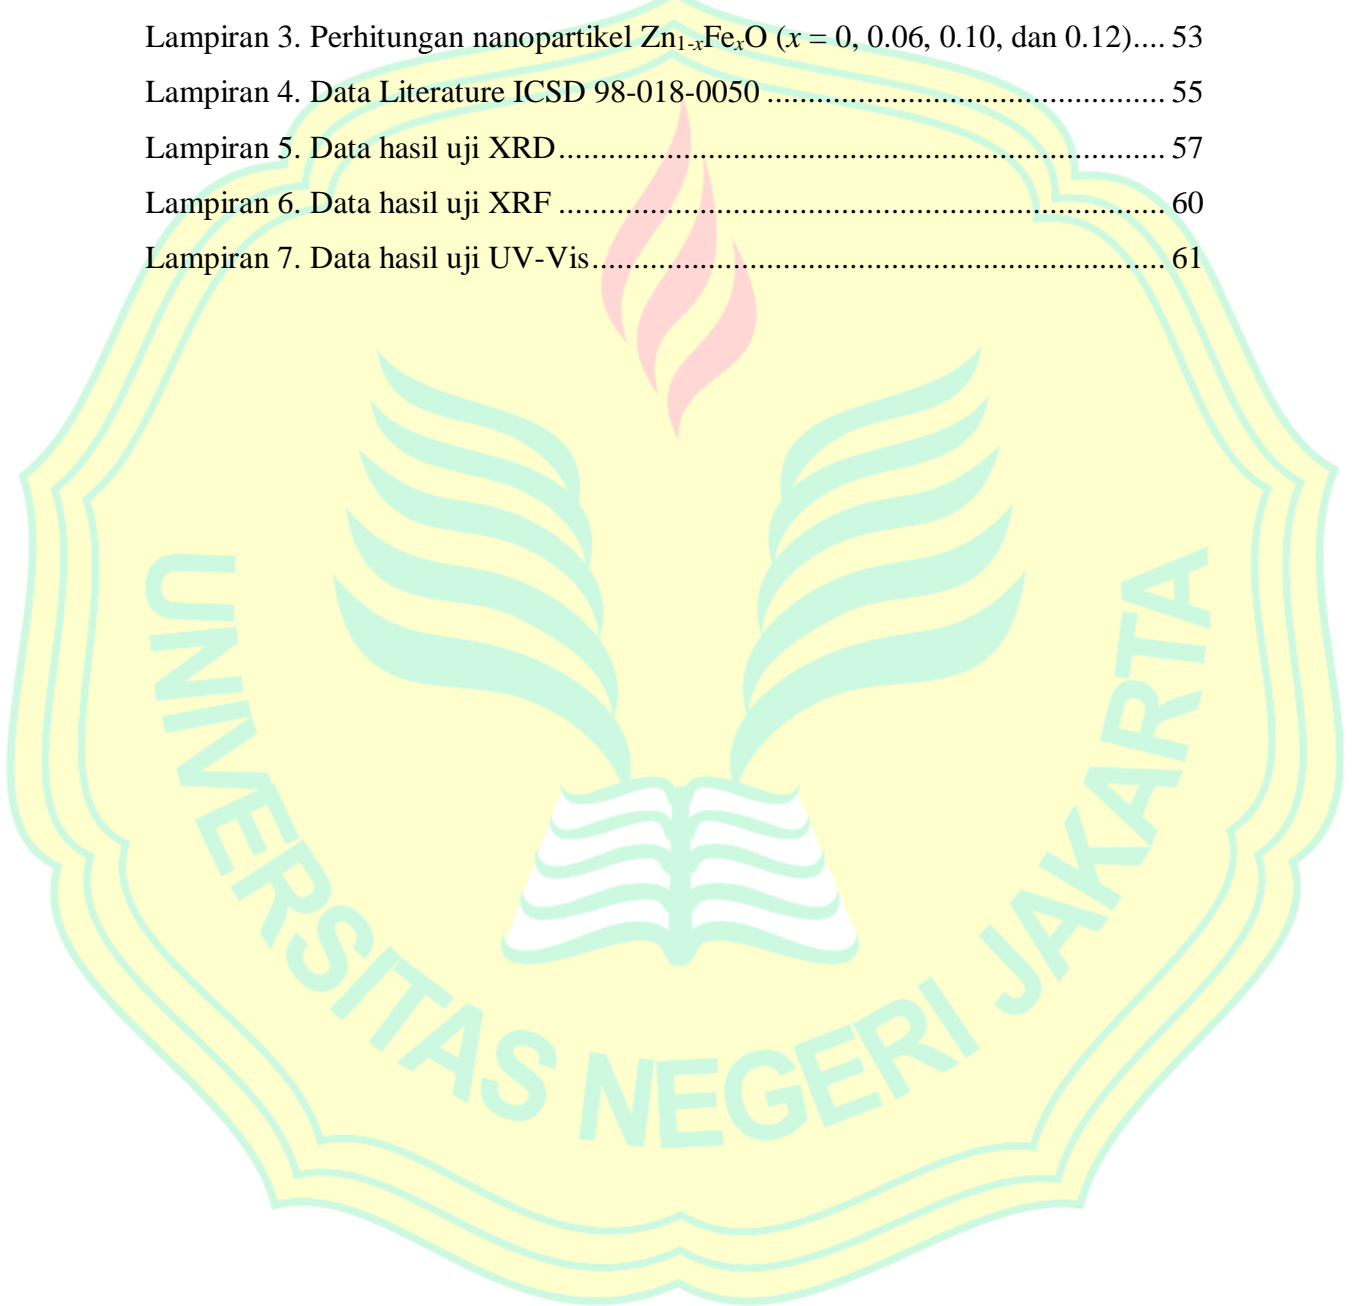 Lampiran 3. Perhitungan nanopartikel Zn1-xFexO (x = 0, 0.06, 0.10, dan 0.12).... 53
Lampiran 4. Data Literature ICSD 98-018-0050 ................................................ 55
Lampiran 5. Data hasil uji XRD......................................................................... 57
Lampiran 6. Data hasil uji XRF ......................................................................... 60
Lampiran 7. Data hasil uji UV-Vis..................................................................... 61
UNIVERSITAS NEGERI JAKARTA